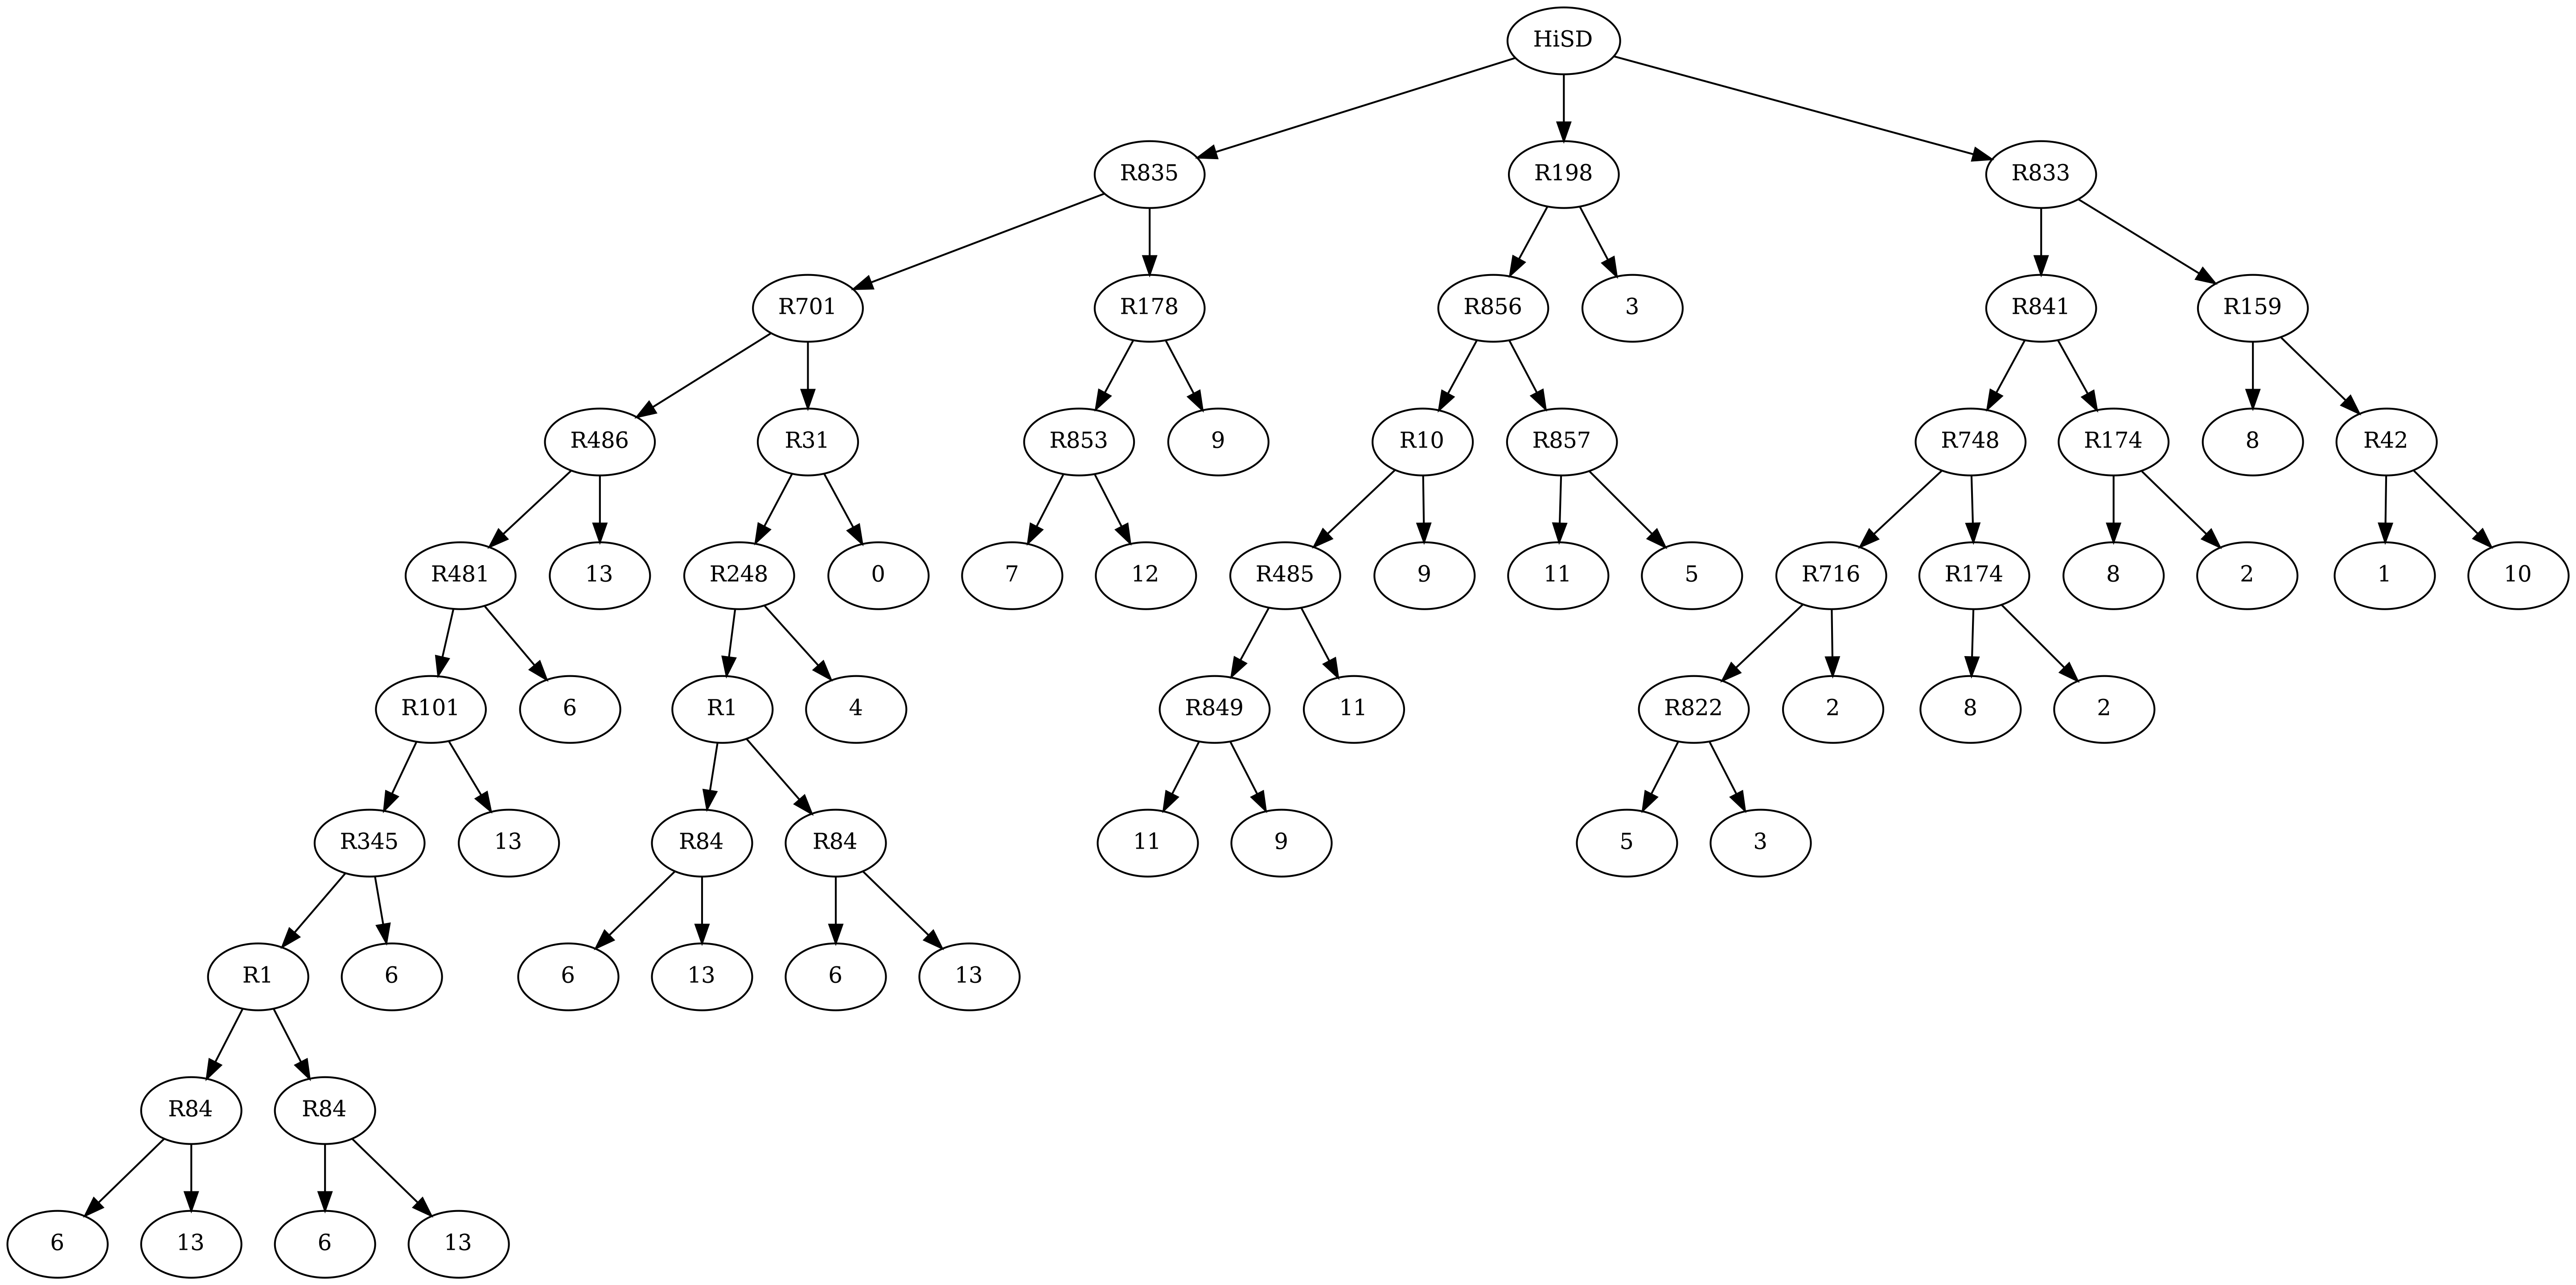 HiSD
R835 R198 R833
R701 R178 R856 3 R841 R159
R486 R31 R853 9 R10 R857 R748 R174 8 R42
R481 13 R248 0 7 12 R485 9 11 5 R716 R174 8 2 1 10
R101 6 R1 4 R849 11 R822 2 8 2
R345 13 R84 R84 11 9 5 3
R1 6 6 13 6 13
R84 R84
6 13 6 13